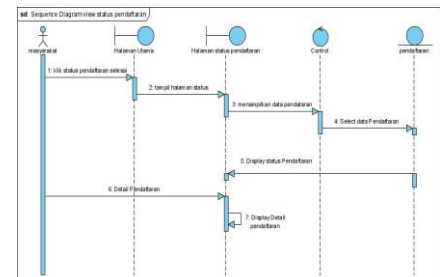 sd Sequence Diagram view status pendaftaran
masyarakat
Halaman Utama
Halaman status pendaftaran
Control
pendaftaran
1: klik status pendaftaran selesai
2: tampil halaman status
3: menampilkan data pendataran
4: Select data Pendaftaran
5: Display status Pendaftaran
6: Detail Pendaftaran
7: Display Detail
pendaftaran